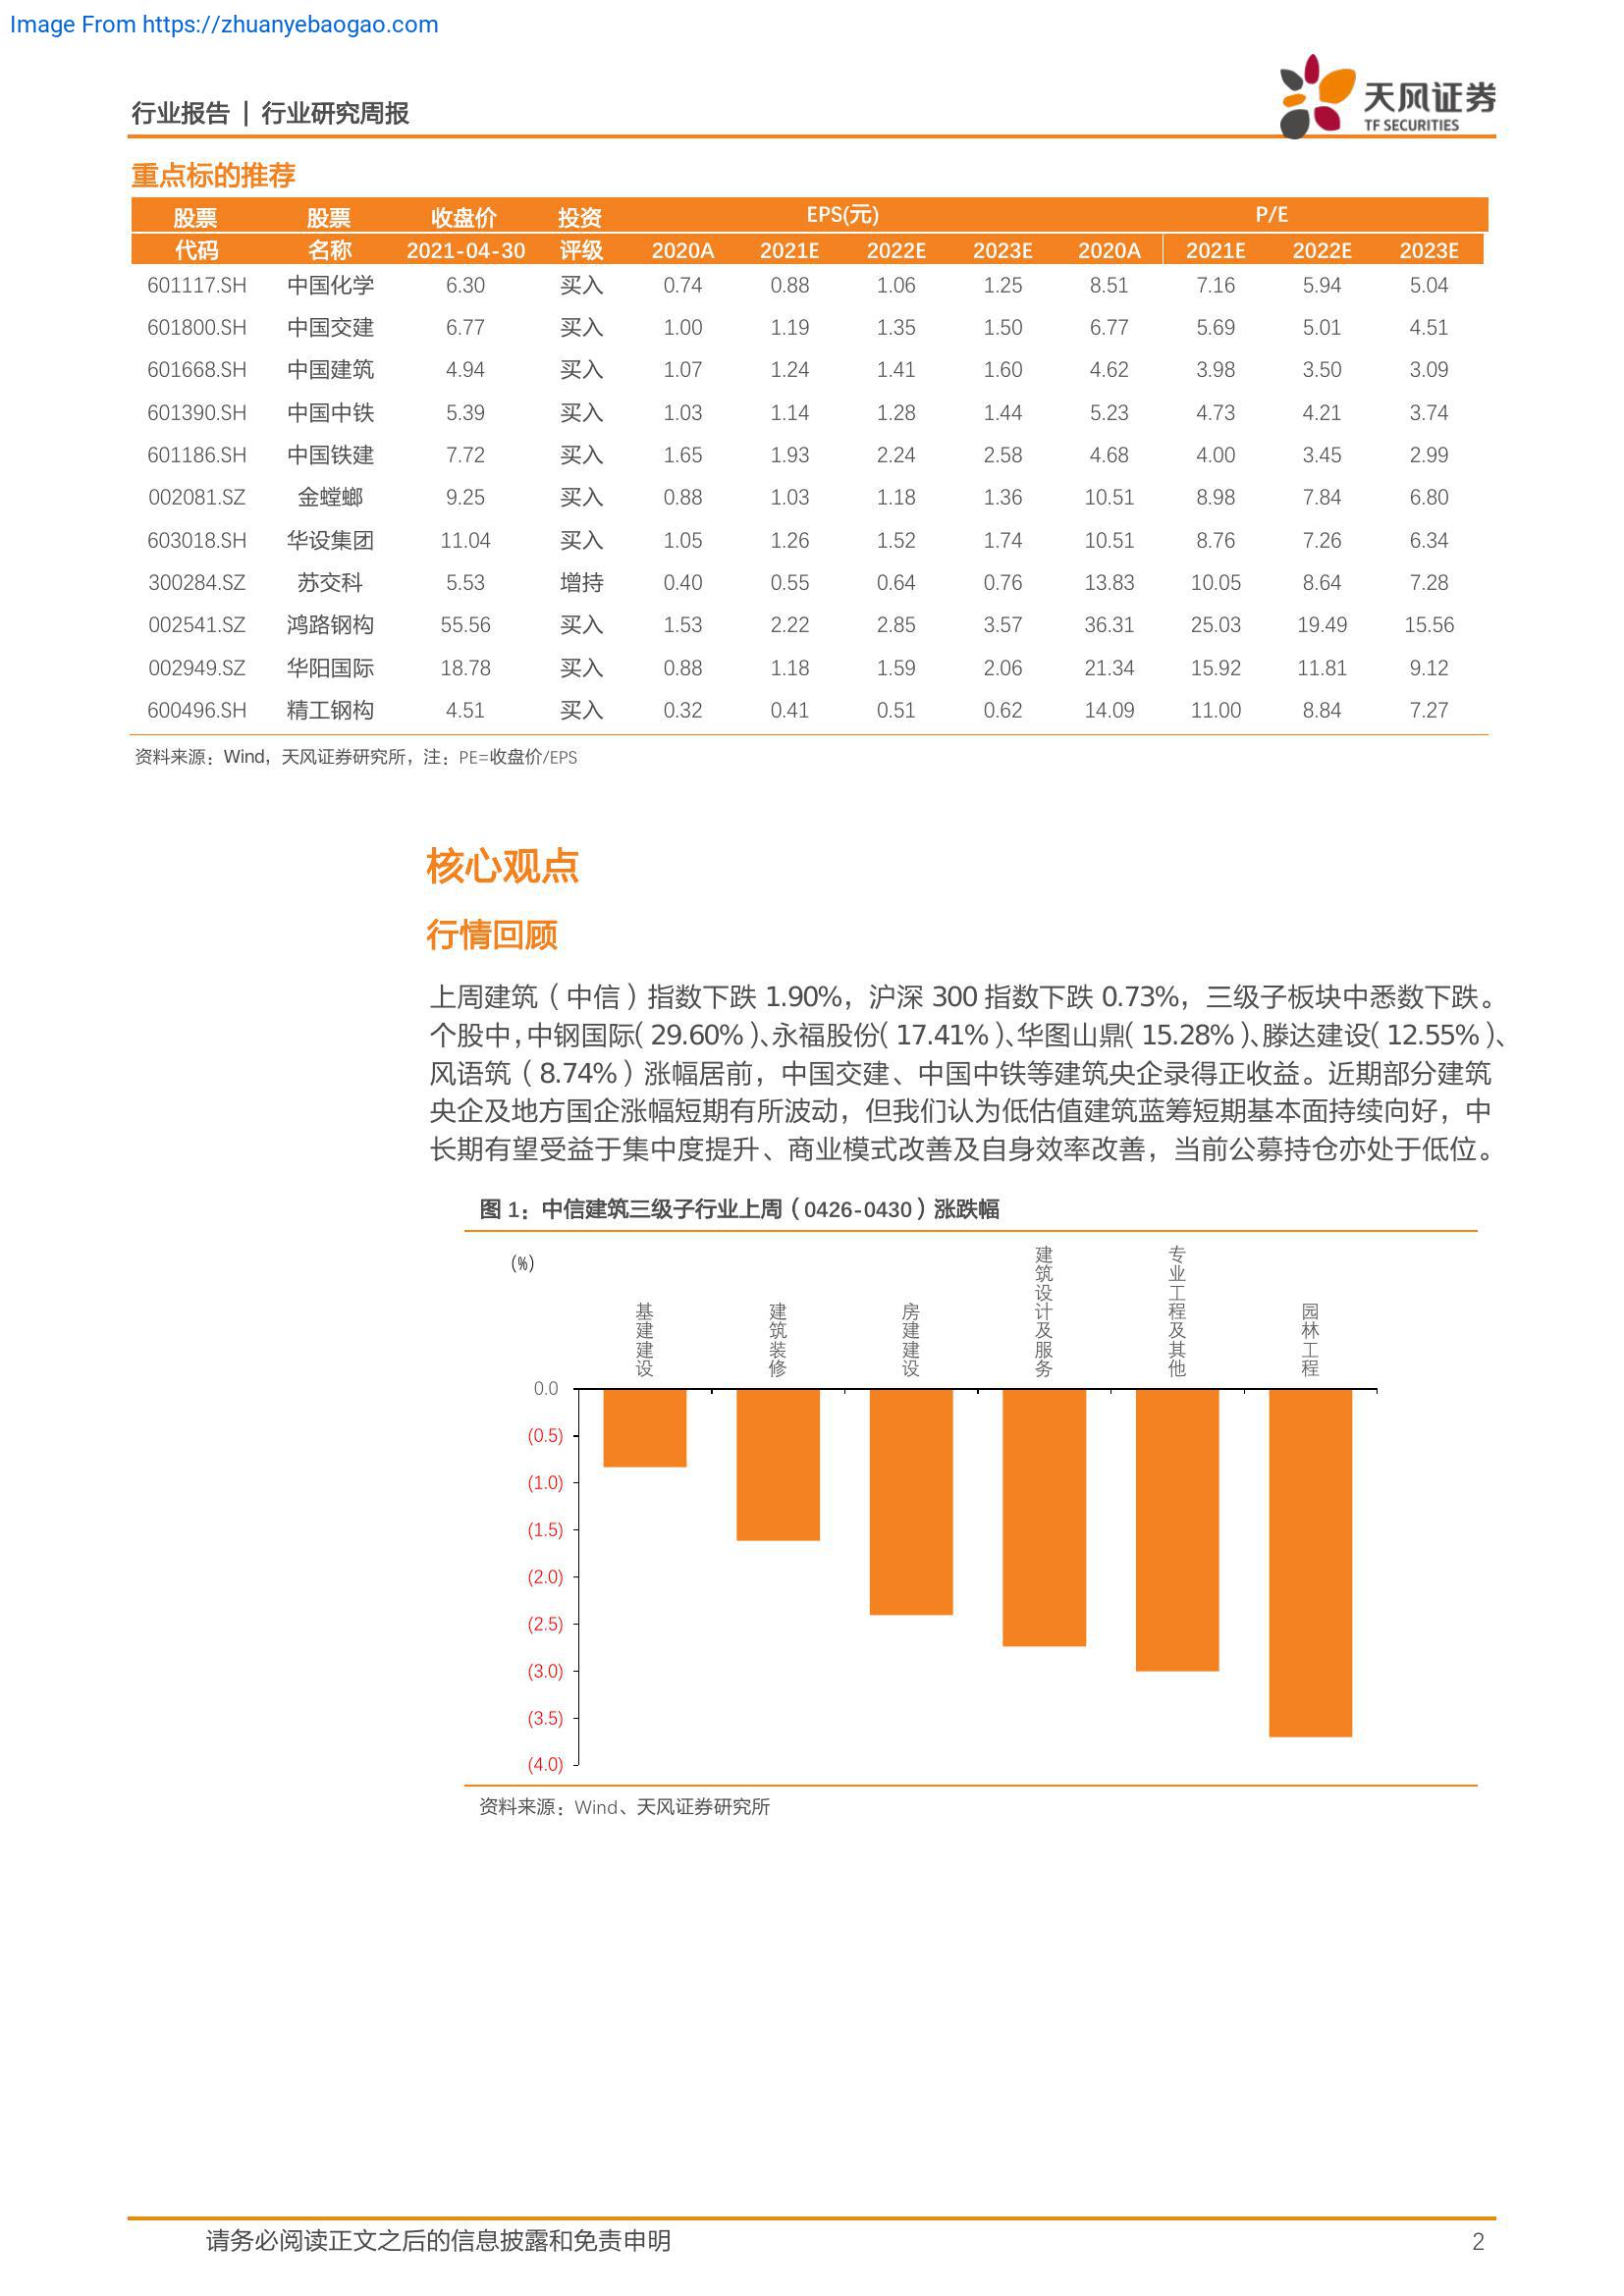 Image From https://zhuanyebaogao.com
行业报告 | 行业研究周报
天风证券
TF SECURITIES
重点标的推荐
股票 股票 收盘价 投资 EPS(元) P/E
代码 名称 2021-04-30 评级 2020A 2021E 2022E 2023E 2020A 2021E 2022E 2023E
601117.SH 中国化学 6.30 买入 0.74 0.88 1.06 1.25 8.51 7.16 5.94 5.04
601800.SH 中国交建 6.77 买入 1.00 1.19 1.35 1.50 6.77 5.69 5.01 4.51
601668.SH 中国建筑 4.94 买入 1.07 1.24 1.41 1.60 4.62 3.98 3.50 3.09
601390.SH 中国中铁 5.39 买入 1.03 1.14 1.28 1.44 5.23 4.73 4.21 3.74
601186.SH 中国铁建 7.72 买入 1.65 1.93 2.24 2.58 4.68 4.00 3.45 2.99
002081.SZ 金螳螂 9.25 买入 0.88 1.03 1.18 1.36 10.51 8.98 7.84 6.80
603018.SH 华设集团 11.04 买入 1.05 1.26 1.52 1.74 10.51 8.76 7.26 6.34
300284.SZ 苏交科 5.53 增持 0.40 0.55 0.64 0.76 13.83 10.05 8.64 7.28
002541.SZ 鸿路钢构 55.56 买入 1.53 2.22 2.85 3.57 36.31 25.03 19.49 15.56
002949.SZ 华阳国际 18.78 买入 0.88 1.18 1.59 2.06 21.34 15.92 11.81 9.12
600496.SH 精工钢构 4.51 买入 0.32 0.41 0.51 0.62 14.09 11.00 8.84 7.27
资料来源：Wind，天风证券研究所，注：PE=收盘价/EPS
核心观点
行情回顾
上周建筑（中信）指数下跌 1.90%，沪深 300 指数下跌 0.73%，三级子板块中悉数下跌。
个股中，中钢国际（29.60%）、永福股份（17.41%）、华图山鼎（15.28%）、滕达建设（12.55%）、
风语筑（8.74%）涨幅居前，中国交建、中国中铁等建筑央企录得正收益。近期部分建筑
央企及地方国企涨幅短期有所波动，但我们认为低估值建筑蓝筹短期基本面持续向好，中
长期有望受益于集中度提升、商业模式改善及自身效率改善，当前公募持仓亦处于低位。
图 1：中信建筑三级子行业上周（0426-0430）涨跌幅
(%)
基建建设
建筑装修
房建建设
建筑设计及服务
专业工程及其他
园林工程
0.0
(0.5)
(1.0)
(1.5)
(2.0)
(2.5)
(3.0)
(3.5)
(4.0)
资料来源：Wind、天风证券研究所
请务必阅读正文之后的信息披露和免责申明 2